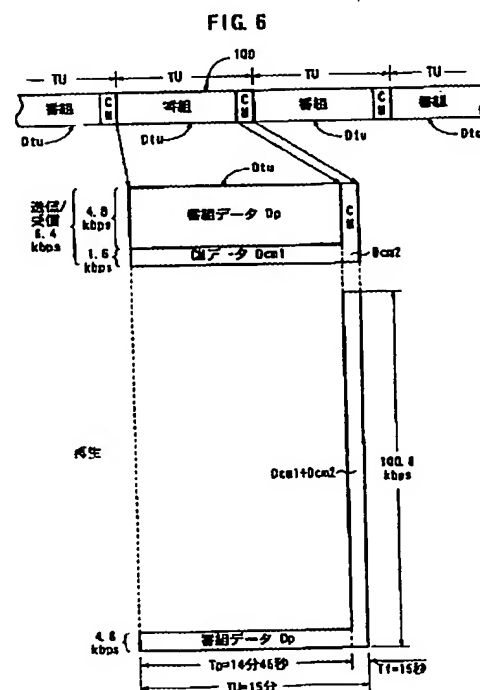 FIG. 6
100
TU TU TU TU
番組 CM 番組 CM 番組 CM 番組
Dtu Dtu Dtu Dtu
Dtu
送信/
受信
6.4
kbps
4.8
kbps
番組データ Dp
CM
1.6
kbps
CMデータ Dcm1
Dcm2
再生
Dcm1+Dcm2
100.8
kbps
4.8
kbps
番組データ Dp
Tp=14分45秒
Tf=15秒
TU=15分